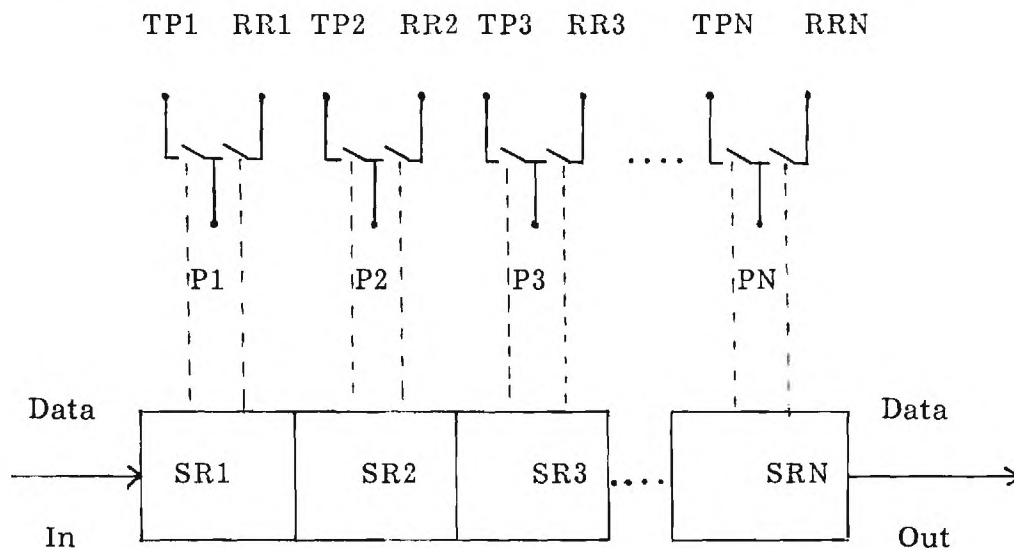 TP1 RR1 TP2 RR2 TP3 RR3 TPN RRN
....
P1 P2 P3 PN
Data Data
SR1 SR2 SR3 .... SRN
In Out